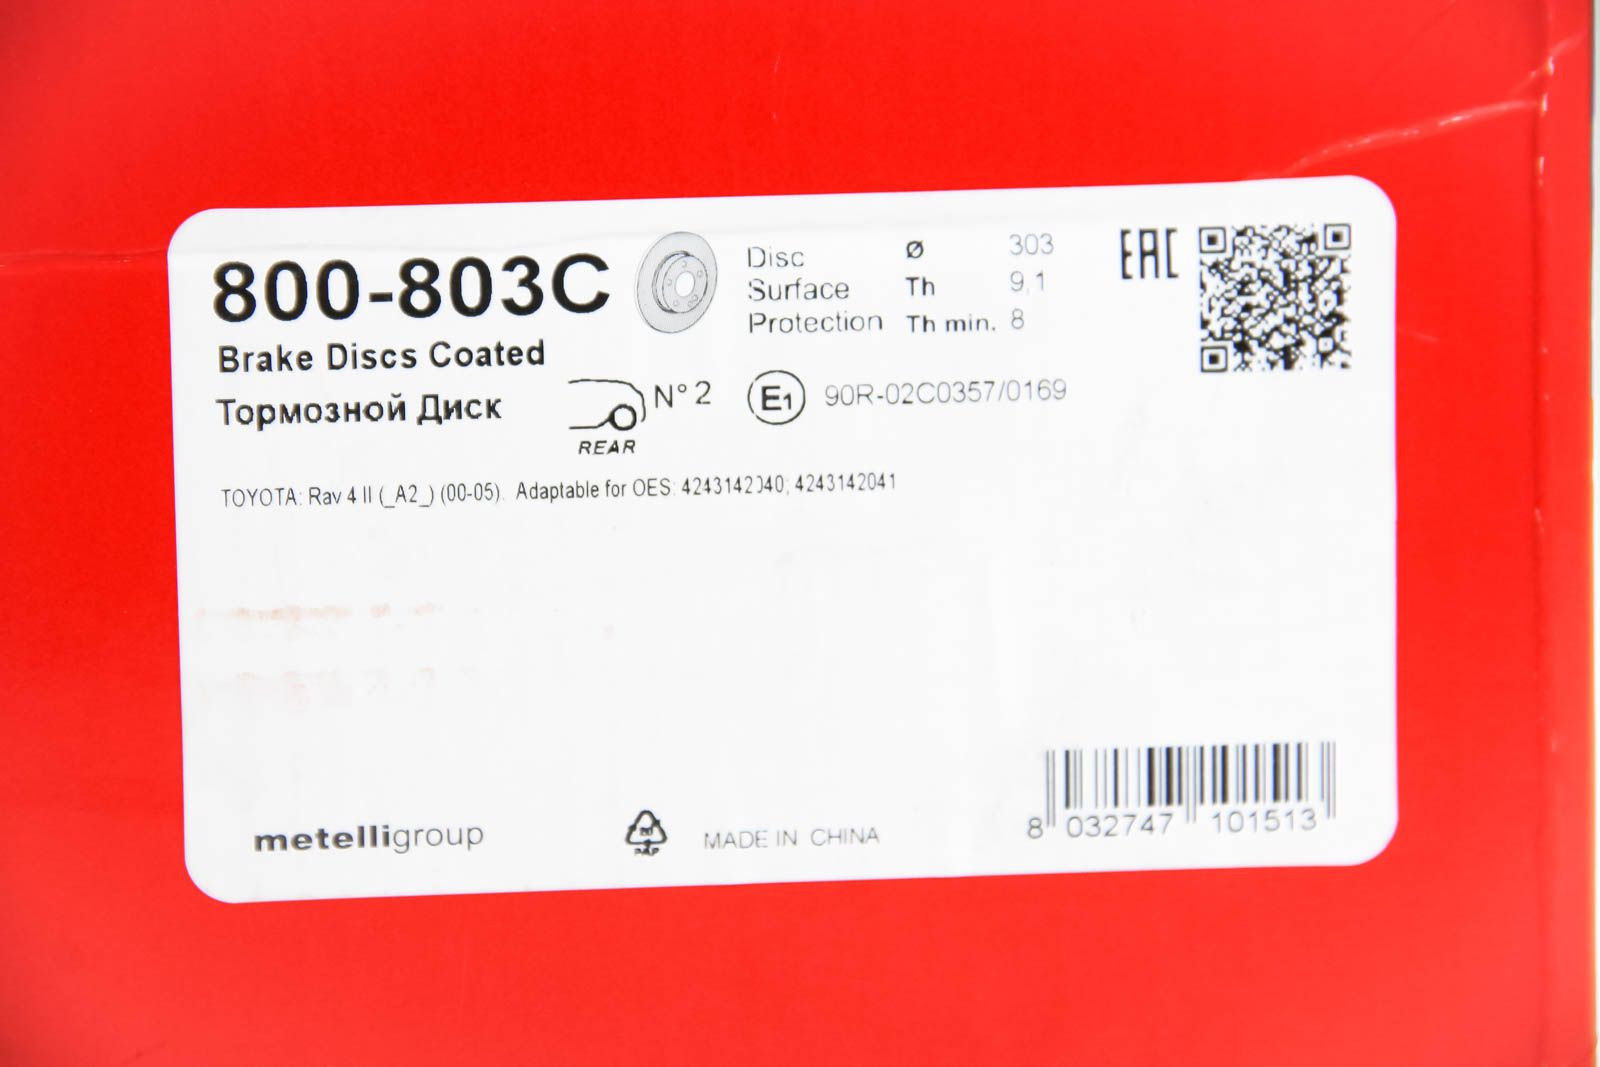 800-803C
Brake Discs Coated
Тормозной Диск
REAR
N° 2
Disc
Surface
Protection
Ø 303
Th 9,1
Th min. 8
E1 90R-02C0357/0169
EAC
TOYOTA: Rav 4 II (_A2_) (00-05). Adaptable for OES: 4243142040; 4243142041
metelligroup
20
PAP
MADE IN CHINA
8 032747 101513